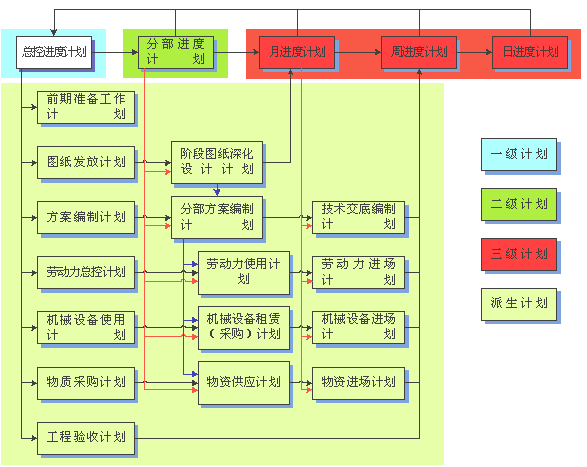 总控进度计划
分部进度
计划
月进度计划
周进度计划
日进度计划
前期准备工作
计划
图纸发放计划
阶段图纸深化
设计计划
方案编制计划
分部方案编制
计划
技术交底编制
计划
劳动力总控计划
劳动力使用计
划
劳动力进场
计划
机械设备使用
计划
机械设备租赁
（采购）计划
机械设备进场
计划
物质采购计划
物资供应计划
物资进场计划
工程验收计划
一级计划
二级计划
三级计划
派生计划